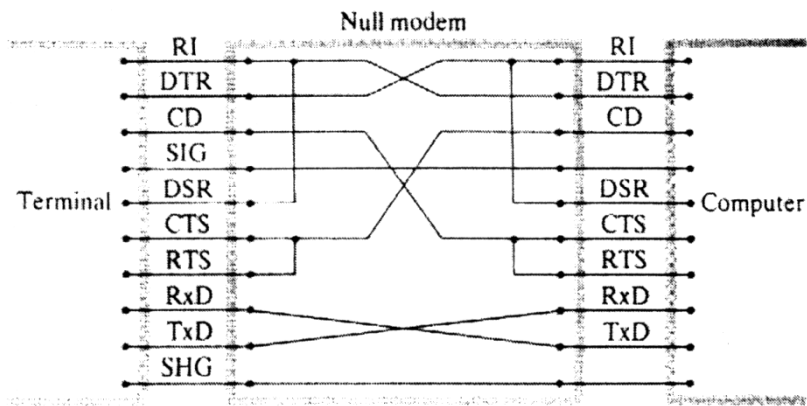 Null modem
RI RI
DTR DTR
CD CD
SIG
Terminal DSR DSR Computer
CTS CTS
RTS RTS
RxD RxD
TxD TxD
SHG